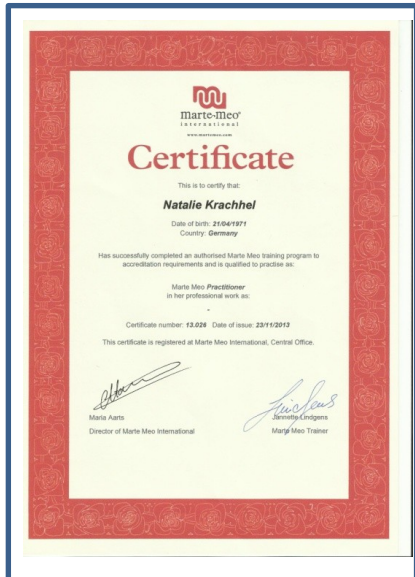 marte-meo®
international
www.martemeo.com
Certificate
This is to certify that:
Natalie Krachhel
Date of birth: 21/04/1971
Country: Germany
Has successfully completed an authorised Marte Meo training program to
accreditation requirements and is qualified to practise as:
Marte Meo Practitioner
in her professional work as:
-
Certificate number: 13.026 Date of issue: 23/11/2013
This certificate is registered at Marte Meo International, Central Office.
Maria Aarts
Director of Marte Meo International
Jannette Lindgens
Marte Meo Trainer